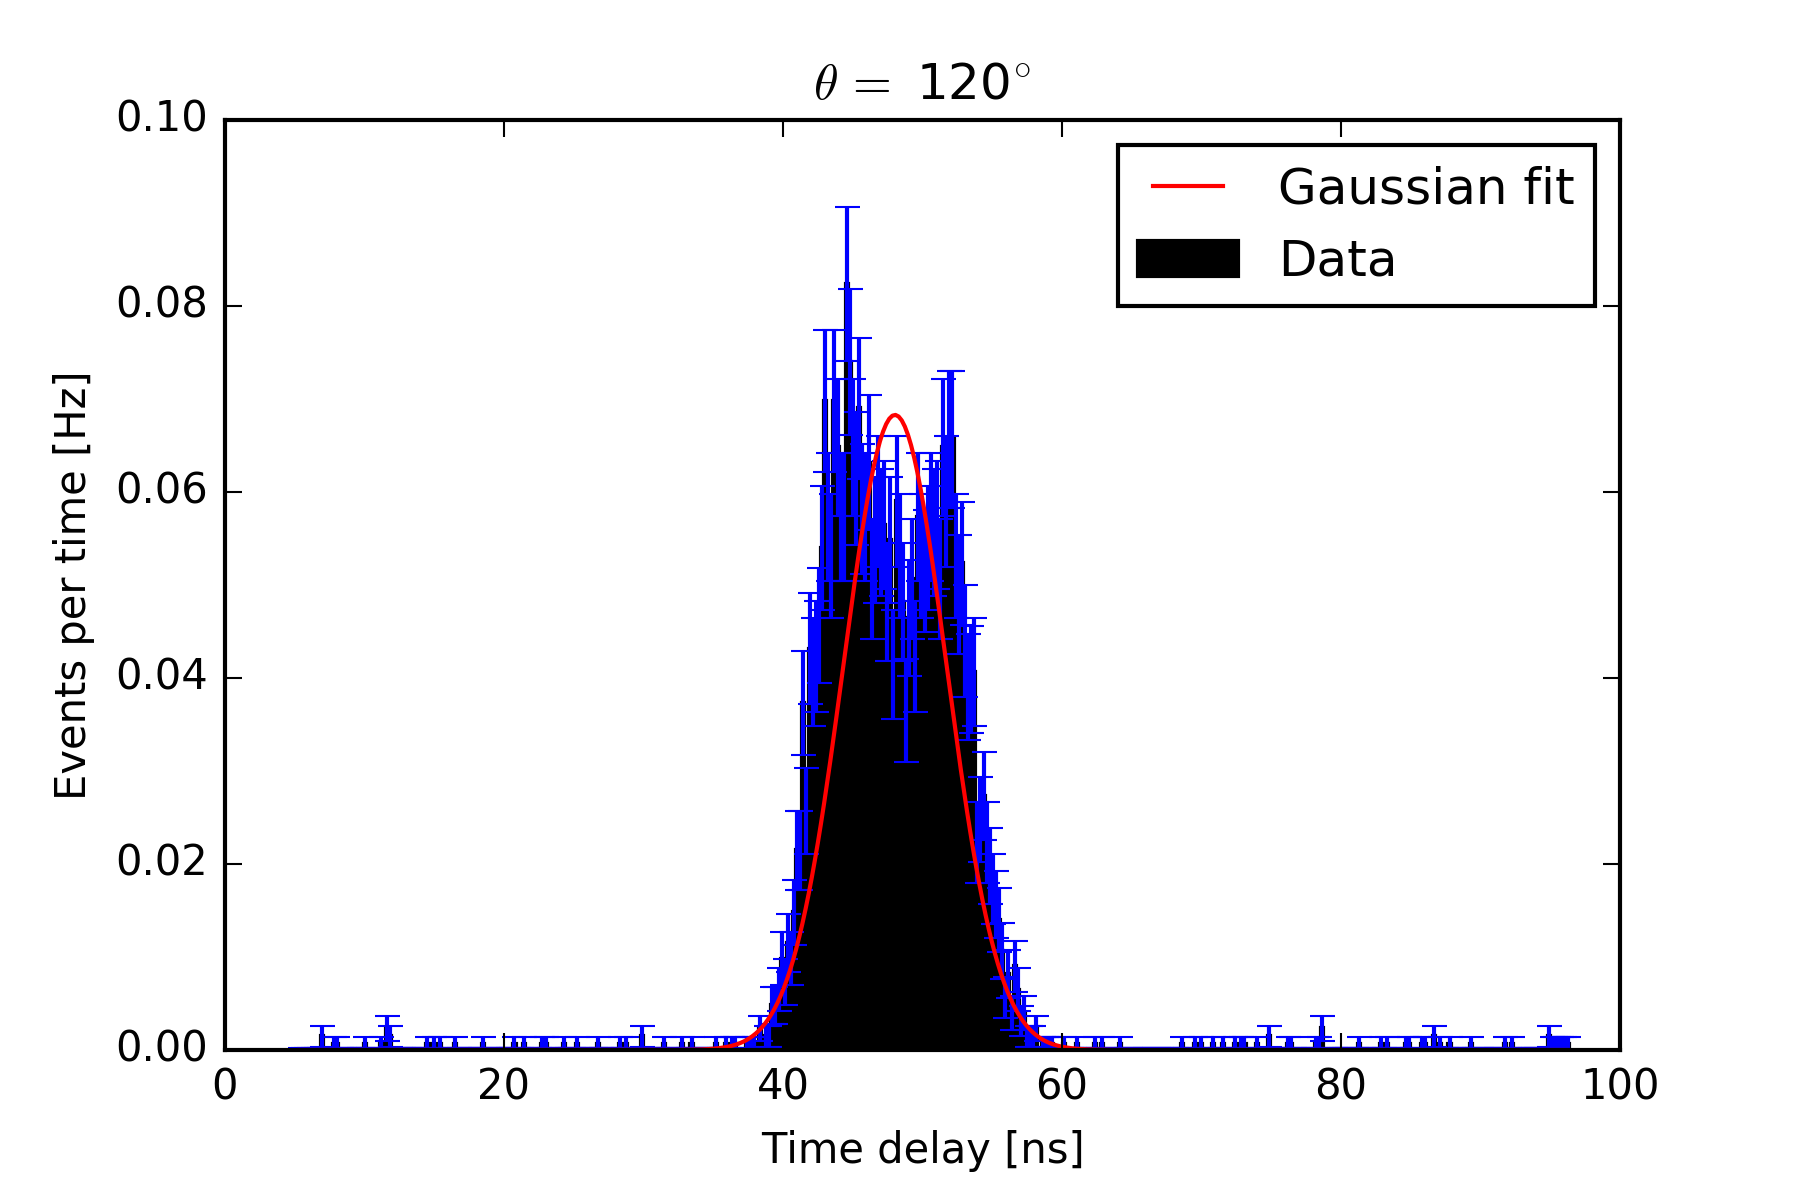 θ = 120°
0.10
0.08
0.06
0.04
0.02
0.00
Events per time [Hz]
Gaussian fit
Data
0 20 40 60 80 100
Time delay [ns]